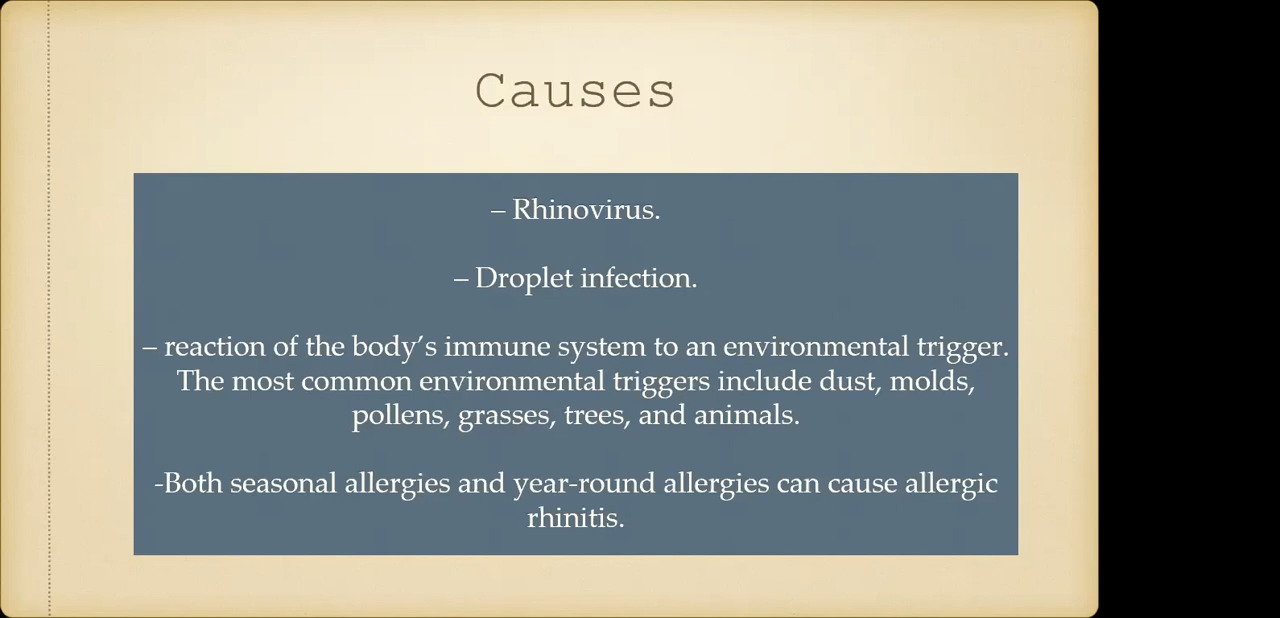 Causes
– Rhinovirus.
– Droplet infection.
– reaction of the body’s immune system to an environmental trigger.
The most common environmental triggers include dust, molds,
pollens, grasses, trees, and animals.
-Both seasonal allergies and year-round allergies can cause allergic
rhinitis.